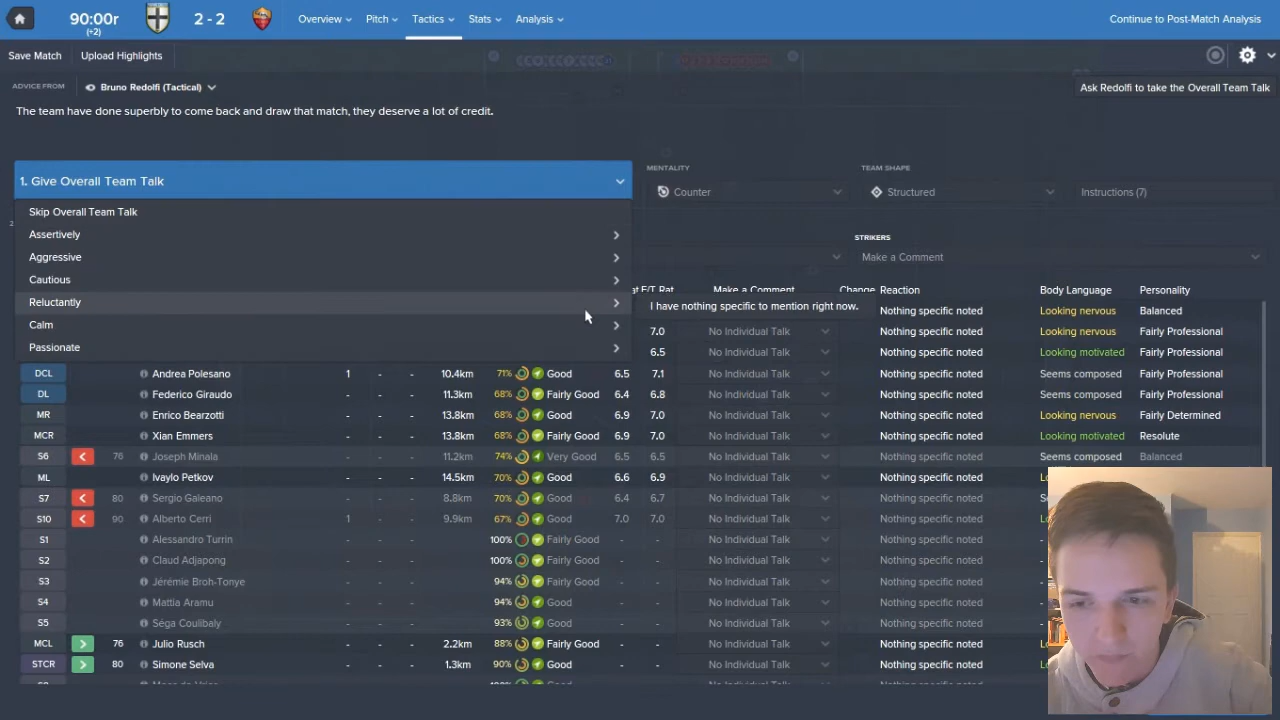 90:00r
(+2)
2 - 2
Overview
Pitch
Tactics
Stats
Analysis
Continue to Post-Match Analysis
Save Match
Upload Highlights
ADVICE FROM
Bruno Redolfi (Tactical)
Ask Redolfi to take the Overall Team Talk
The team have done superbly to come back and draw that match, they deserve a lot of credit.
1. Give Overall Team Talk
MENTALITY
TEAM SHAPE
Counter
Structured
Instructions (7)
Skip Overall Team Talk
Assertively
STRIKERS
Aggressive
Make a Comment
Cautious
F/T Rat
Make a Comment
Change
Reaction
Body Language
Personality
Reluctantly
I have nothing specific to mention right now.
Nothing specific noted
Looking nervous
Balanced
Calm
7.0
No Individual Talk
Nothing specific noted
Looking nervous
Fairly Professional
Passionate
6.5
No Individual Talk
Nothing specific noted
Looking motivated
Fairly Professional
DCL Andrea Polesano 1 - - 10.4km 71% Good 6.5 7.1 No Individual Talk Nothing specific noted Seems composed Fairly Professional
DL Federico Giraudo - - - 11.3km 68% Fairly Good 6.4 6.8 No Individual Talk Nothing specific noted Seems composed Fairly Professional
MR Enrico Bearzotti - - - 13.8km 68% Good 6.9 7.0 No Individual Talk Nothing specific noted Looking nervous Fairly Determined
MCR Xian Emmers - - - 13.8km 68% Fairly Good 6.9 7.0 No Individual Talk Nothing specific noted Looking motivated Resolute
S6 76 Joseph Minala - - - 11.2km 74% Very Good 6.5 6.5 No Individual Talk Nothing specific noted Seems composed Balanced
ML Ivaylo Petkov - - - 14.5km 70% Good 6.6 6.9 No Individual Talk Nothing specific noted
S7 80 Sergio Galeano - - - 8.8km 70% Good 6.4 6.7 No Individual Talk Nothing specific noted
S10 90 Alberto Cerri 1 - - 9.9km 67% Good 7.0 7.0 No Individual Talk Nothing specific noted
S1 Alessandro Turrin - - - 100% Fairly Good - - No Individual Talk Nothing specific noted -
S2 Claud Adjapong - - - 100% Fairly Good - - No Individual Talk Nothing specific noted -
S3 Jérémie Broh-Tonye - - - 94% Fairly Good - - No Individual Talk Nothing specific noted -
S4 Mattia Aramu - - - 94% Good - - No Individual Talk Nothing specific noted -
S5 Séga Coulibaly - - - 93% Good - - No Individual Talk Nothing specific noted -
MCL 76 Julio Rusch - - - 2.2km 88% Fairly Good - - No Individual Talk Nothing specific noted
STCR 80 Simone Selva - - - 1.3km 90% Good - - No Individual Talk Nothing specific noted